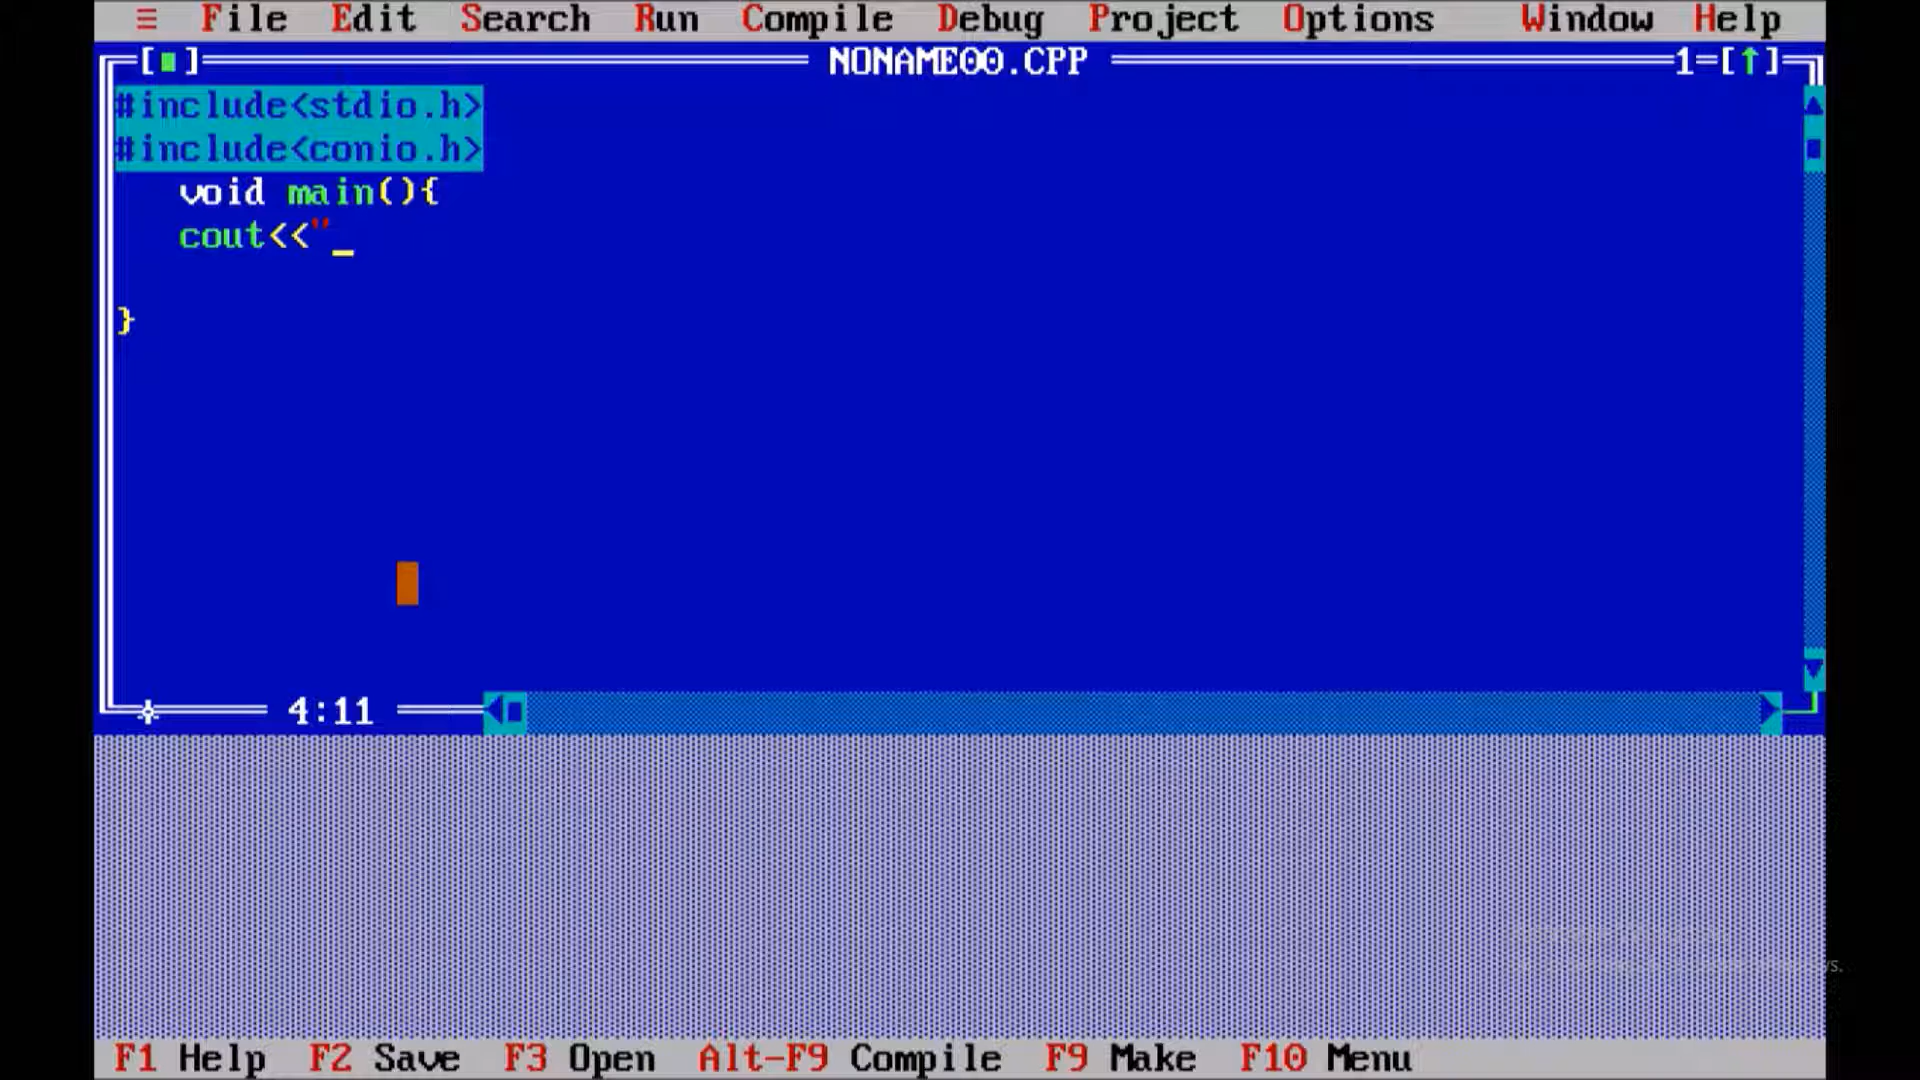 ≡ File Edit Search Run Compile Debug Project Options Window Help
[■] NONAME00.CPP 1=[↑]
#include<stdio.h>
#include<conio.h>
void main(){
cout<<"_
}
4:11
F1 Help F2 Save F3 Open Alt-F9 Compile F9 Make F10 Menu